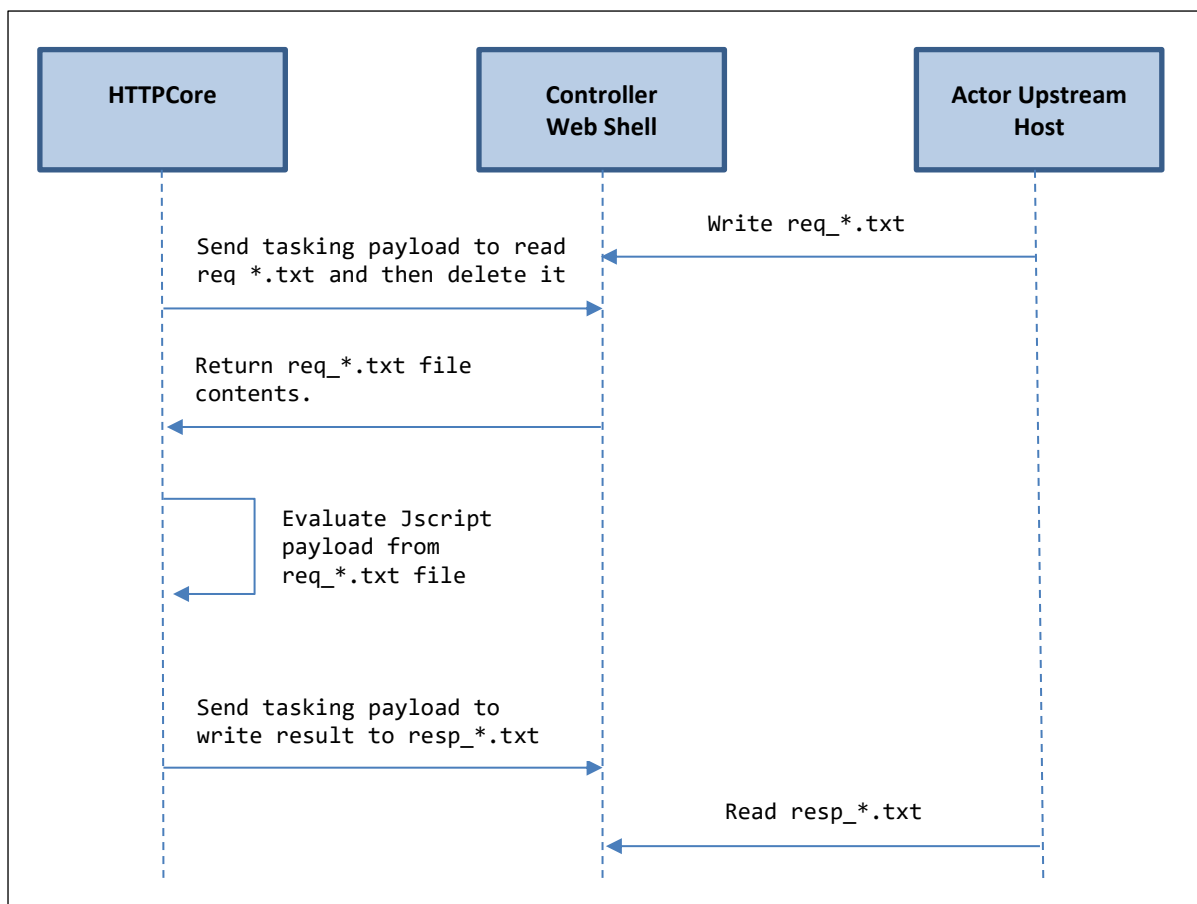 HTTPCore
Controller
Web Shell
Actor Upstream
Host
Write req_*.txt
Send tasking payload to read
req *.txt and then delete it
Return req_*.txt file
contents.
Evaluate Jscript
payload from
req_*.txt file
Send tasking payload to
write result to resp_*.txt
Read resp_*.txt